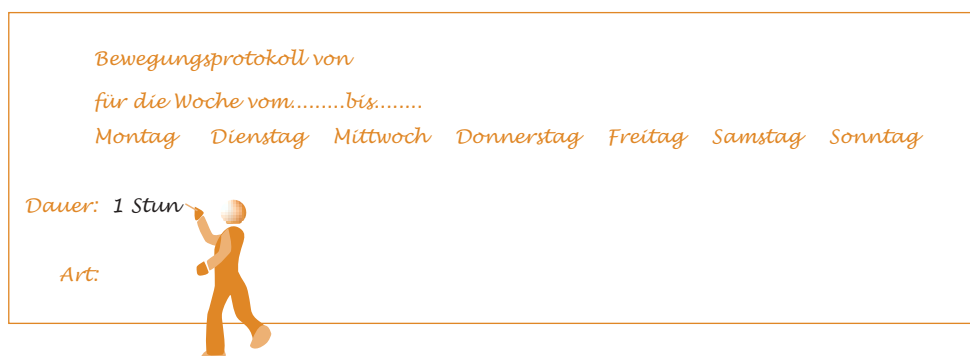 Bewegungsprotokoll von
für die Woche vom.........bis........
Montag Dienstag Mittwoch Donnerstag Freitag Samstag Sonntag
Dauer: 1 Stun
Art: